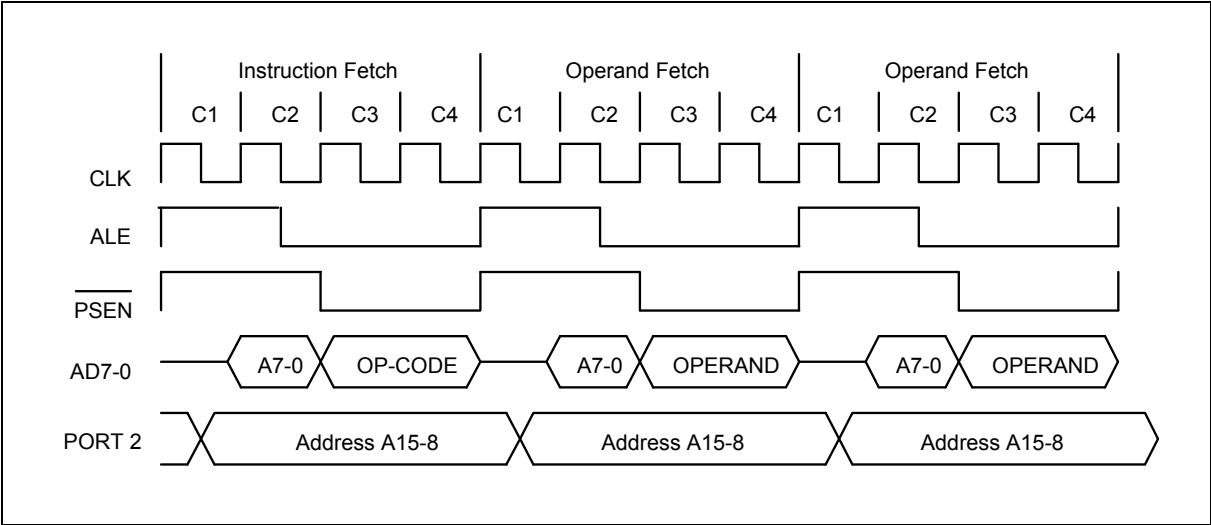 Instruction Fetch Operand Fetch Operand Fetch
C1 C2 C3 C4 C1 C2 C3 C4 C1 C2 C3 C4
CLK
ALE
PSEN
AD7-0 A7-0 OP-CODE A7-0 OPERAND A7-0 OPERAND
PORT 2 Address A15-8 Address A15-8 Address A15-8